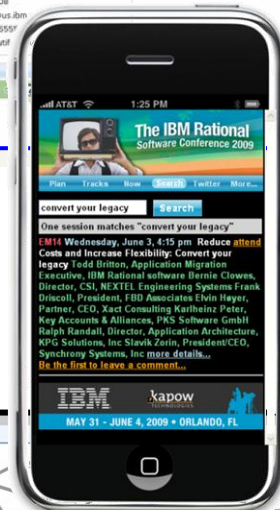 @us.ibm
AT&T 1:25 PM
The IBM Rational
Software Conference 2009
Plan Tracks Now Search Twitter More...
convert your legacy Search
One session matches "convert your legacy"
EM14 Wednesday, June 3, 4:15 pm Reduce attend
Costs and Increase Flexibility: Convert your
legacy Todd Britton, Application Migration
Executive, IBM Rational software Bernie Clowes,
Director, CSI, NEXTEL Engineering Systems Frank
Driscoll, President, FBD Associates Elvin Høyer,
Partner, CEO, Xact Consulting Karlheinz Peter,
Key Accounts & Alliances, PKS Software GmbH
Ralph Randall, Director, Application Architecture,
KPG Solutions, Inc Slavik Zorin, President/CEO,
Synchrony Systems, Inc more details...
Be the first to leave a comment...
IBM kapow
TECHNOLOGIES
MAY 31 - JUNE 4, 2009 • ORLANDO, FL